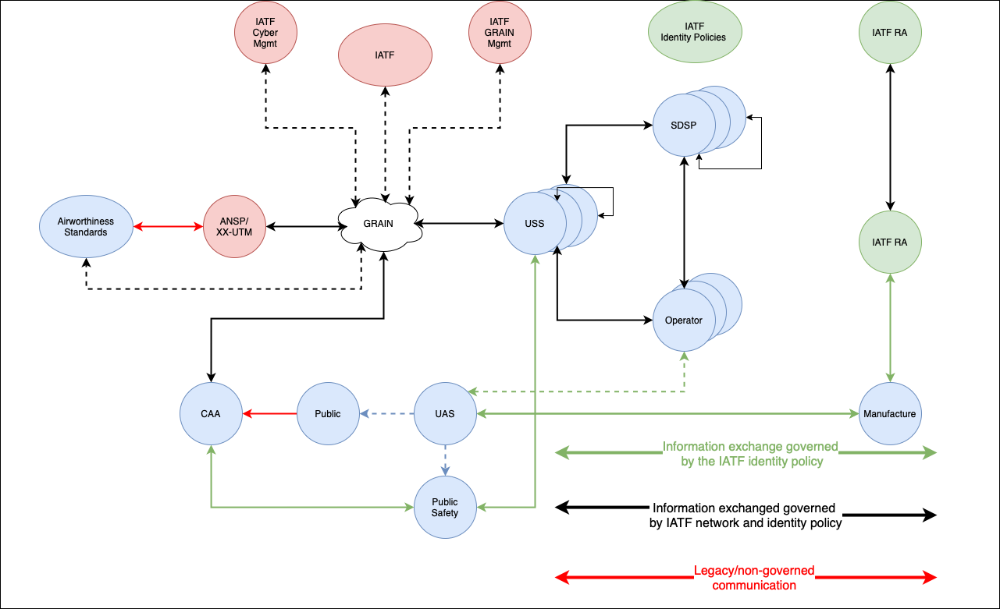 IATF
Cyber
Mgmt
IATF
IATF
GRAIN
Mgmt
IATF
Identity Policies
IATF RA
SDSP
Airworthiness
Standards
ANSP/
XX-UTM
GRAIN
USS
IATF RA
Operator
CAA
Public
UAS
Manufacture
Information exchange governed
by the IATF identity policy
Public
Safety
Information exchanged governed
by IATF network and identity policy
Legacy/non-governed
communication